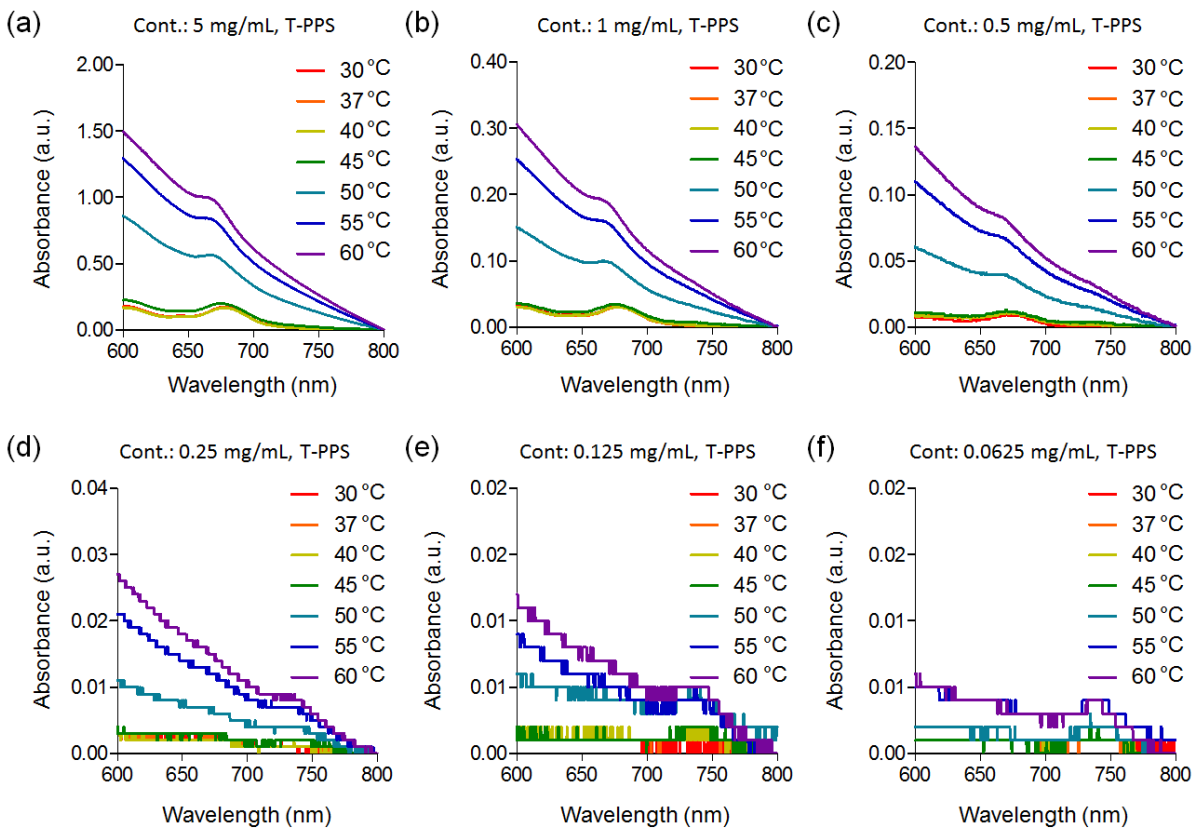 (a) Cont.: 5 mg/mL, T-PPS
2.00
1.50
1.00
0.50
0.00
Absorbance (a.u.)
30 °C
37 °C
40 °C
45 °C
50 °C
55 °C
60 °C
600 650 700 750 800
Wavelength (nm)
(b) Cont.: 1 mg/mL, T-PPS
0.40
0.30
0.20
0.10
0.00
Absorbance (a.u.)
30 °C
37 °C
40 °C
45 °C
50 °C
55 °C
60 °C
600 650 700 750 800
Wavelength (nm)
(c) Cont.: 0.5 mg/mL, T-PPS
0.20
0.15
0.10
0.05
0.00
Absorbance (a.u.)
30 °C
37 °C
40 °C
45 °C
50 °C
55 °C
60 °C
600 650 700 750 800
Wavelength (nm)
(d) Cont.: 0.25 mg/mL, T-PPS
0.04
0.03
0.02
0.01
0.00
Absorbance (a.u.)
30 °C
37 °C
40 °C
45 °C
50 °C
55 °C
60 °C
600 650 700 750 800
Wavelength (nm)
(e) Cont: 0.125 mg/mL, T-PPS
0.02
0.02
0.01
0.01
0.00
Absorbance (a.u.)
30 °C
37 °C
40 °C
45 °C
50 °C
55 °C
60 °C
600 650 700 750 800
Wavelength (nm)
(f) Cont: 0.0625 mg/mL, T-PPS
0.02
0.02
0.01
0.01
0.00
Absorbance (a.u.)
30 °C
37 °C
40 °C
45 °C
50 °C
55 °C
60 °C
600 650 700 750 800
Wavelength (nm)